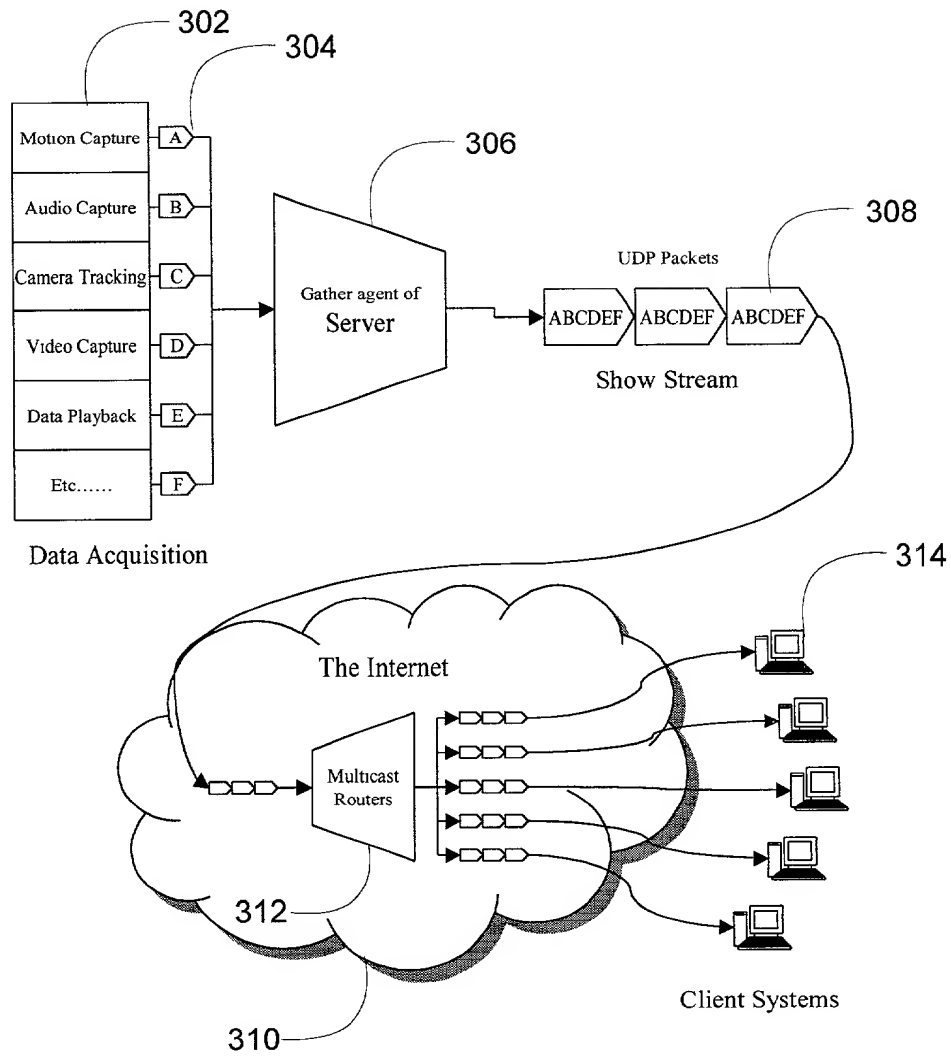 302
304
Motion Capture
A
306
Audio Capture
B
308
Camera Tracking
C
UDP Packets
Gather agent of
Server
ABCDEF
ABCDEF
ABCDEF
Video Capture
D
Show Stream
Data Playback
E
Etc......
F
Data Acquisition
314
The Internet
Multicast
Routers
312
Client Systems
310